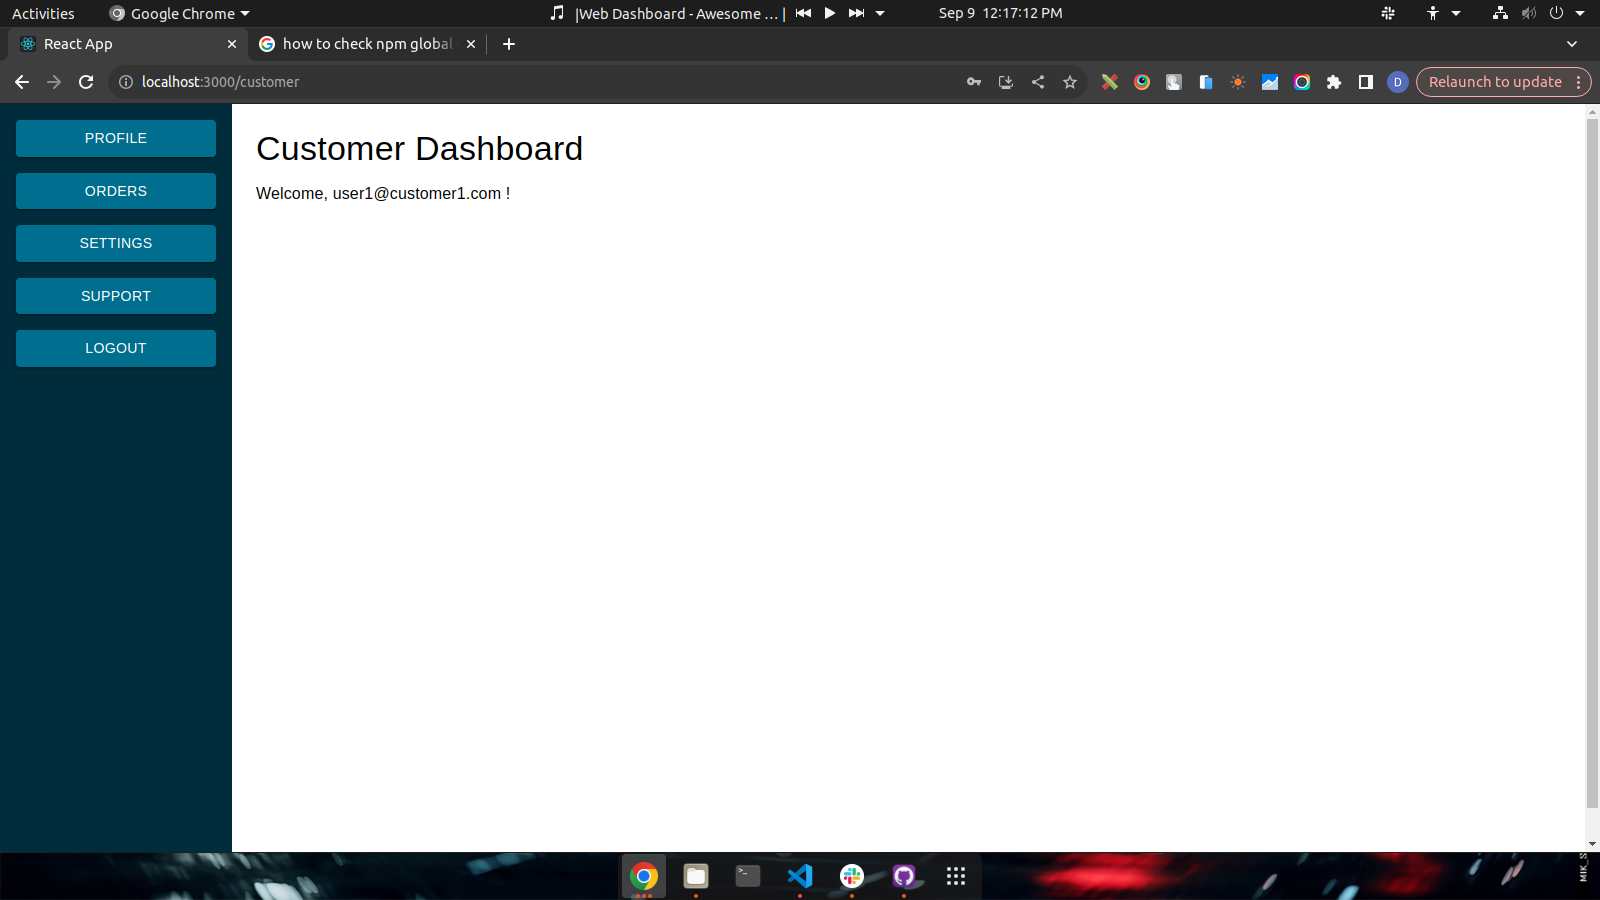 Activities
Google Chrome
|Web Dashboard - Awesome ... |
Sep 9 12:17:12 PM
React App
how to check npm global
localhost:3000/customer
D
Relaunch to update
PROFILE
ORDERS
SETTINGS
SUPPORT
LOGOUT
Customer Dashboard
Welcome, user1@customer1.com !
MIK_S